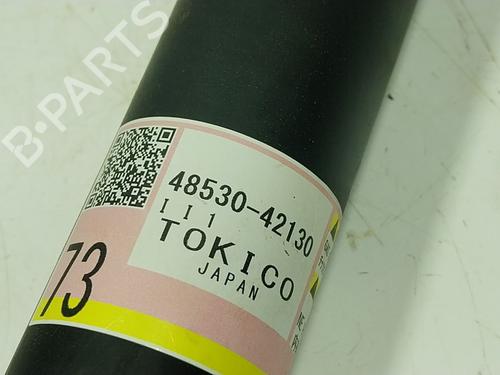 B-PARTS
48530-42130
I I 1
TOKICO
JAPAN
73